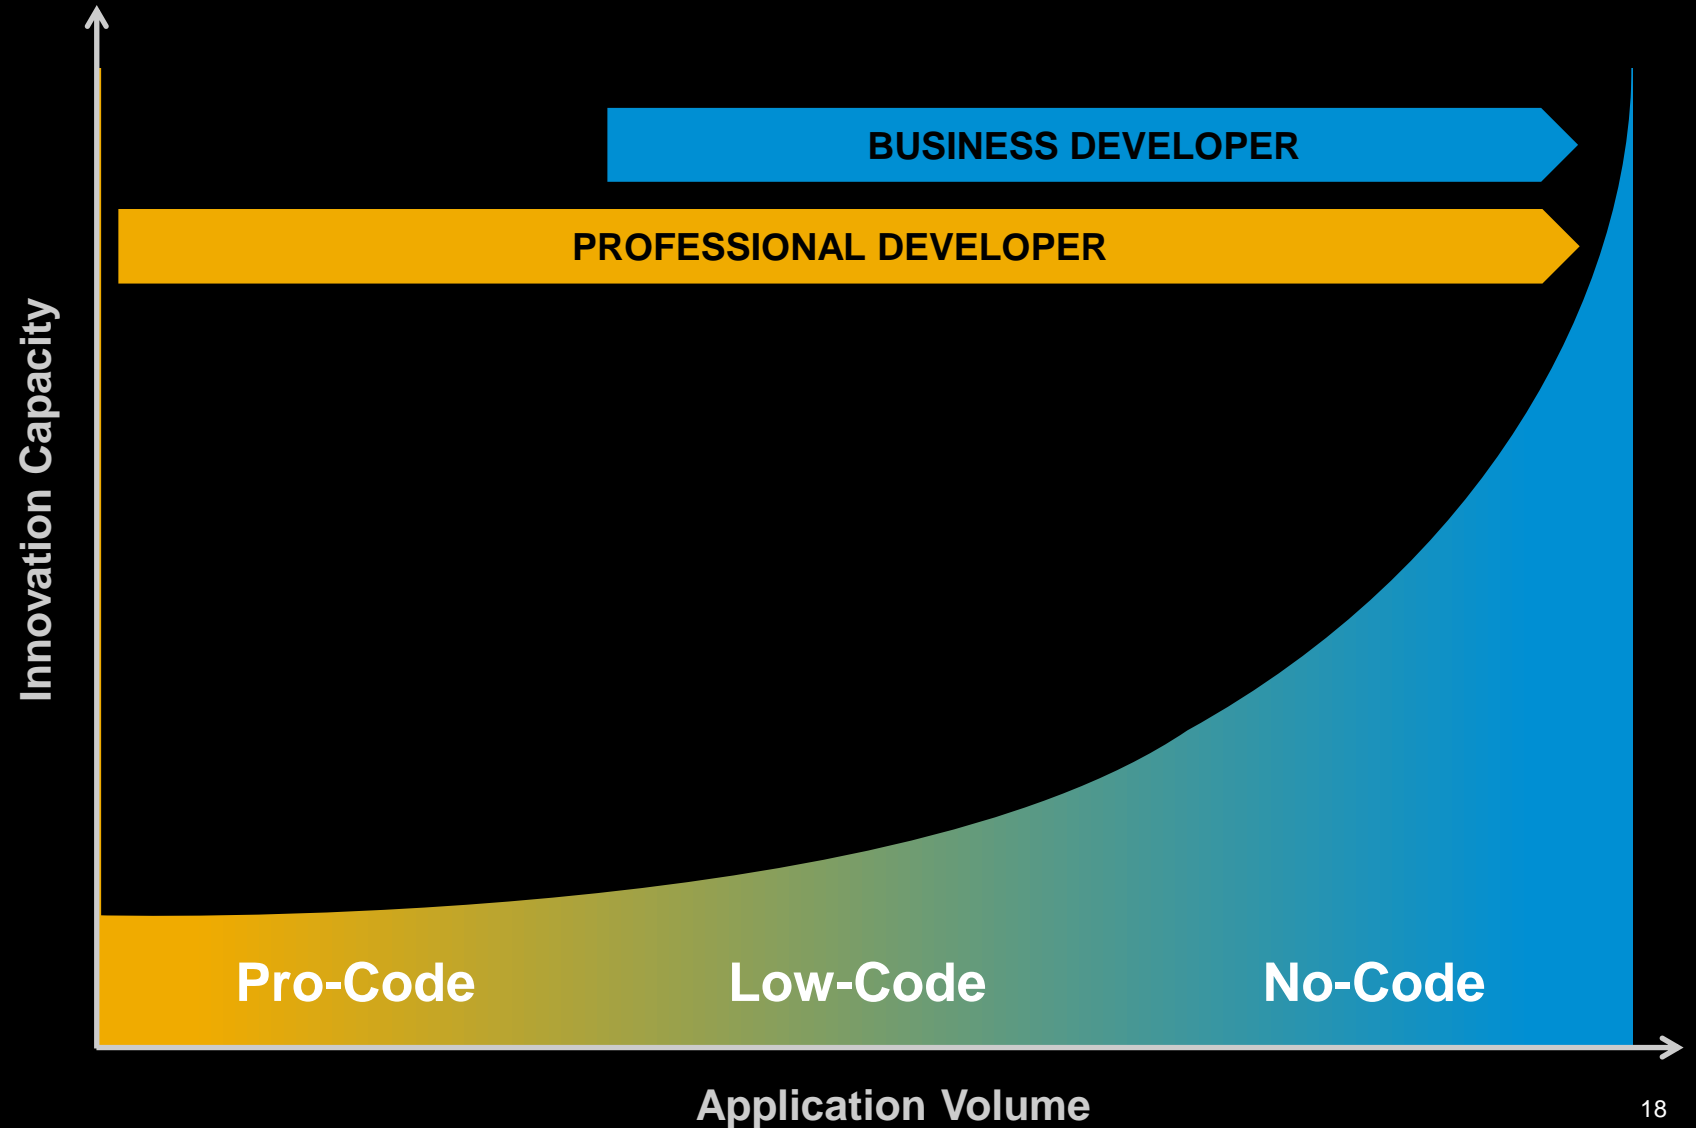 BUSINESS DEVELOPER
PROFESSIONAL DEVELOPER
Innovation Capacity
Pro-Code
Low-Code
No-Code
Application Volume
18